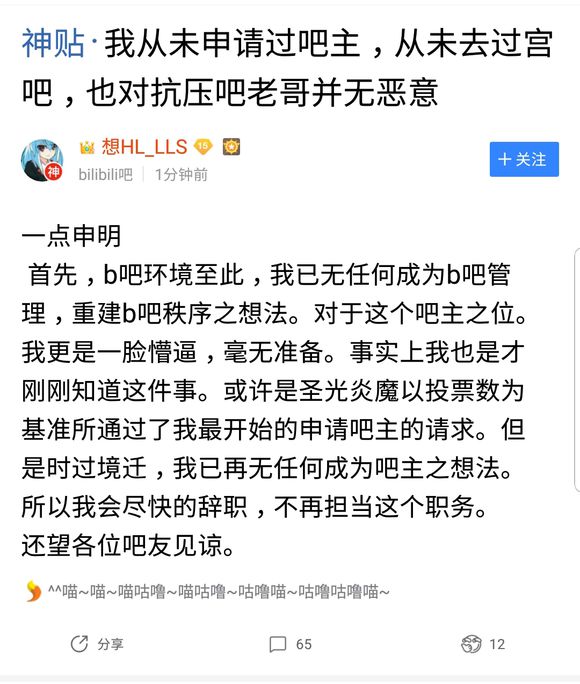 神贴·我从未申请过吧主，从未去过宫
吧，也对抗压吧老哥并无恶意
想HL_LLS 15
神
bilibili吧 1分钟前
＋关注
一点申明
首先，b吧环境至此，我已无任何成为b吧管
理，重建b吧秩序之想法。对于这个吧主之位。
我更是一脸懵逼，毫无准备。事实上我也是才
刚刚知道这件事。或许是圣光炎魔以投票数为
基准所通过了我最开始的申请吧主的请求。但
是时过境迁，我已再无任何成为吧主之想法。
所以我会尽快的辞职，不再担当这个职务。
还望各位吧友见谅。
^^喵~喵~喵咕噜~喵咕噜~咕噜喵~咕噜咕噜喵~
分享 65 12